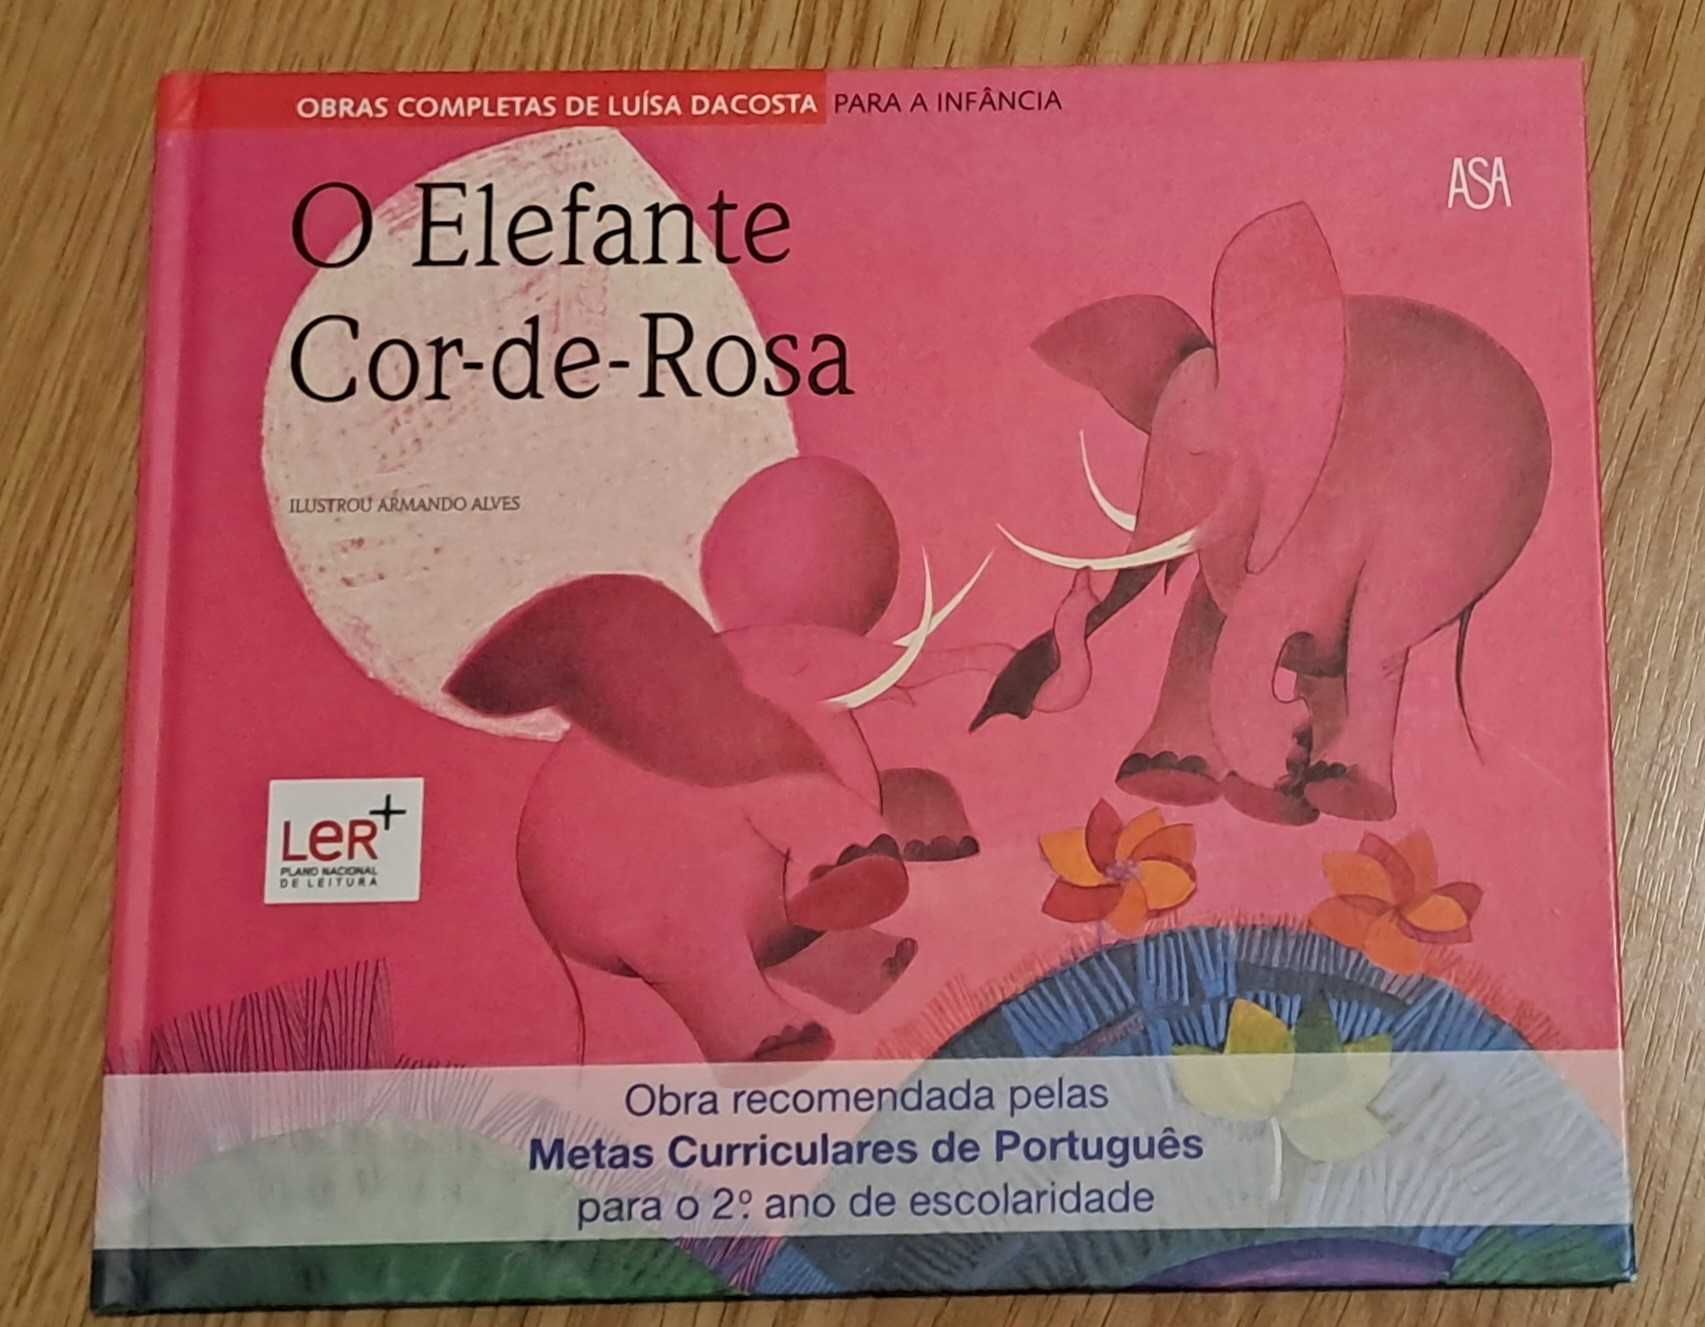 OBRAS COMPLETAS DE LUÍSA DACOSTA PARA A INFÂNCIA
ASA
O Elefante
Cor-de-Rosa
ILUSTROU ARMANDO ALVES
LeR+
PLANO NACIONAL
DE LEITURA
Obra recomendada pelas
Metas Curriculares de Português
para o 2.º ano de escolaridade